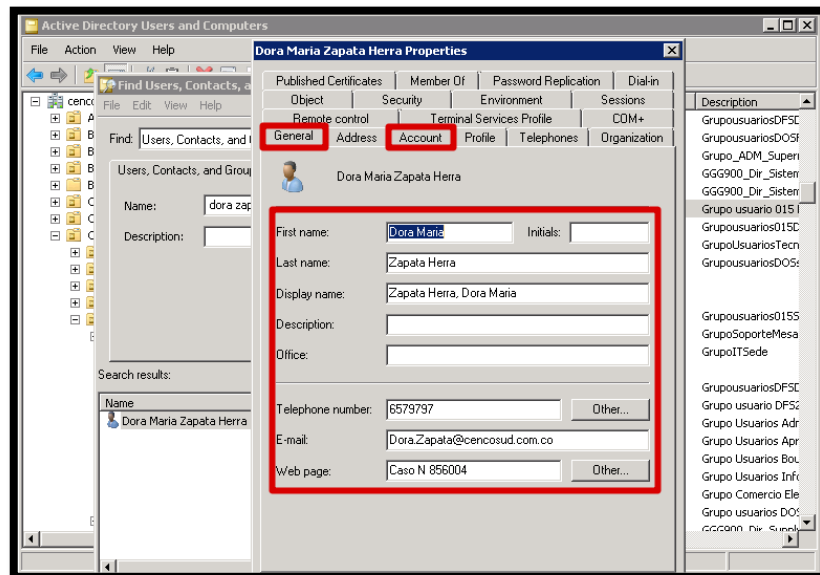 Active Directory Users and Computers
File Action View Help
Find Users, Contacts, a
File Edit View Help
Find: Users, Contacts, and
Users, Contacts, and Grou
Name: dora zap
Description:
Search results:
Name
Dora Maria Zapata Herra
cenco
A
B
B
B
B
C
C
C
Dora Maria Zapata Herra Properties
Published Certificates Member Of Password Replication Dial-in
Object Security Environment Sessions
Remote control Terminal Services Profile COM+
General Address Account Profile Telephones Organization
Dora Maria Zapata Herra
First name: Dora Maria Initials:
Last name: Zapata Herra
Display name: Zapata Herra, Dora Maria
Description:
Office:
Telephone number: 6579797 Other...
E-mail: Dora.Zapata@cencosud.com.co
Web page: Caso N 856004 Other...
Description
GrupousuariosDFSD
GrupousuariosDOSF
Grupo_ADM_Superi
GGG900_Dir_Sistem
GGG900_Dir_Sistem
Grupo usuario 015
Grupousuarios015D
GrupoUsuariosTecn
GrupousuariosDOSs
Grupousuarios015S
GrupoSoporteMesa
GrupoITSede
GrupousuariosDFSD
Grupo usuario DFS2
Grupo Usuarios Adr
Grupo Usuarios Apr
Grupo Usuarios Bou
Grupo Usuarios Info
Grupo Comercio Ele
Grupo usuarios DOS
GGG900_Dir_Suppl